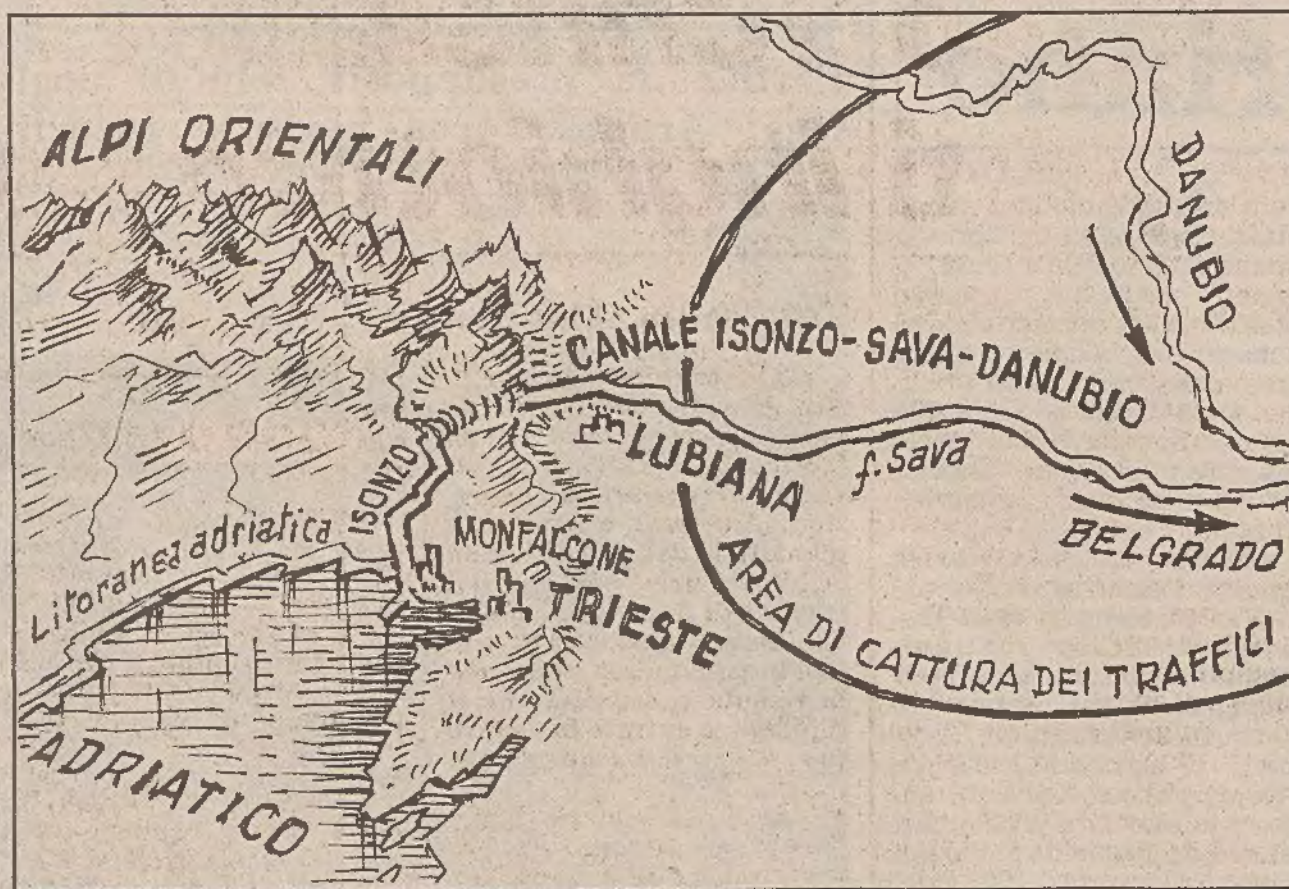 ALPI ORIENTALI
DANUBIO
CANALE ISONZO-SAVA-DANUBIO
LUBIANA
f. Sava
BELGRADO
ISONZO
Litoranea adriatica
MONFALCONE
TRIESTE
AREA DI CATTURA DEI TRAFFICI
ADRIATICO